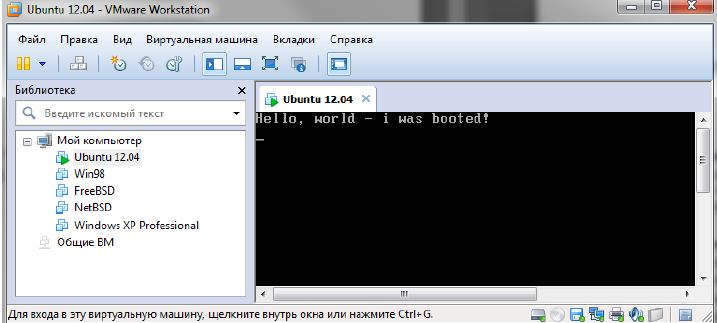 Ubuntu 12.04 - VMware Workstation
Файл Правка Вид Виртуальная машина Вкладки Справка
Библиотека
Введите искомый текст
Мой компьютер
Ubuntu 12.04
Win98
FreeBSD
NetBSD
Windows XP Professional
Общие ВМ
Ubuntu 12.04
Hello, world - i was booted!
Для входа в эту виртуальную машину, щелкните внутрь окна или нажмите Ctrl+G.